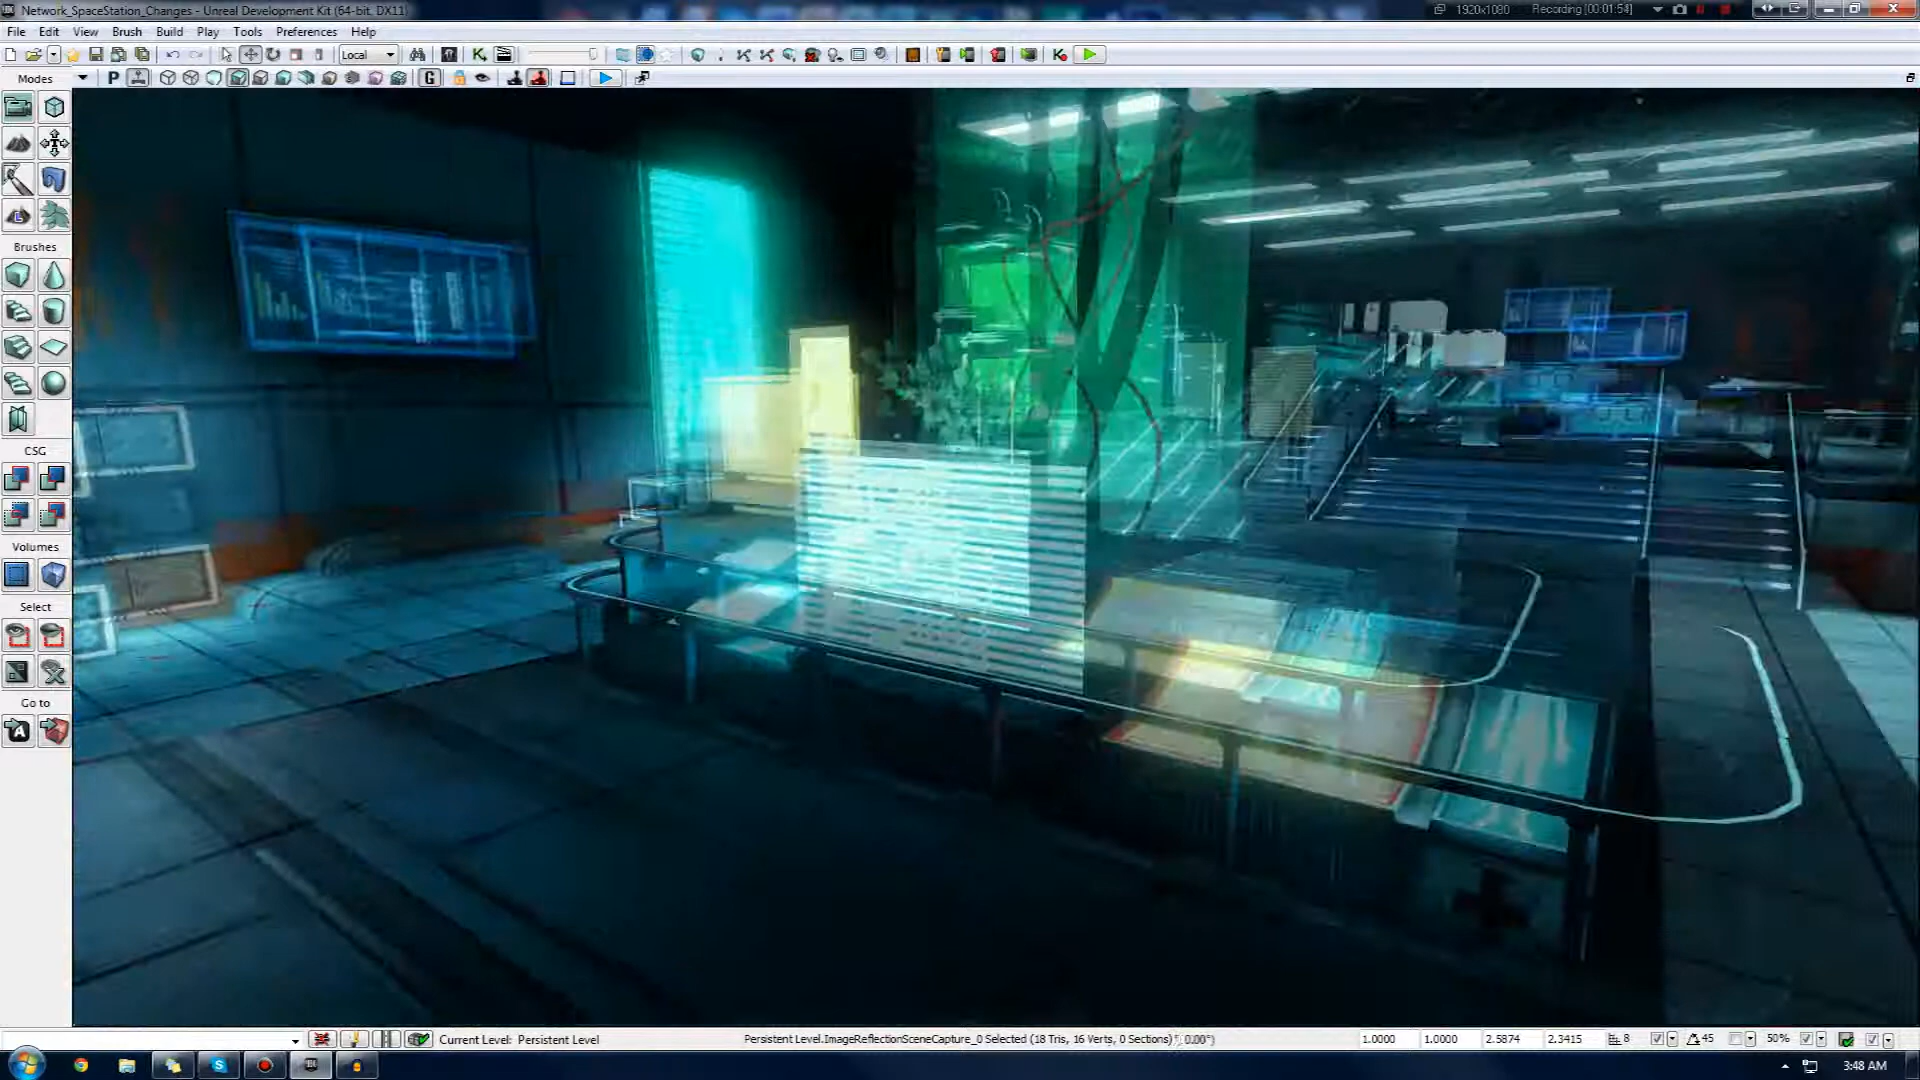 Network_SpaceStation_Changes - Unreal Development Kit (64-bit, DX11)
1920x1080 Recording [00:01:54]
File Edit View Brush Build Play Tools Preferences Help
Local
Modes P G
Brushes
CSG
Volumes
Select
Go to
Current Level: Persistent Level
Persistent Level.ImageReflectionSceneCapture_0 Selected (18 Tris, 16 Verts, 0 Sections)
1.0000 1.0000 2.5874 2.3415 8 45 50%
3:48 AM